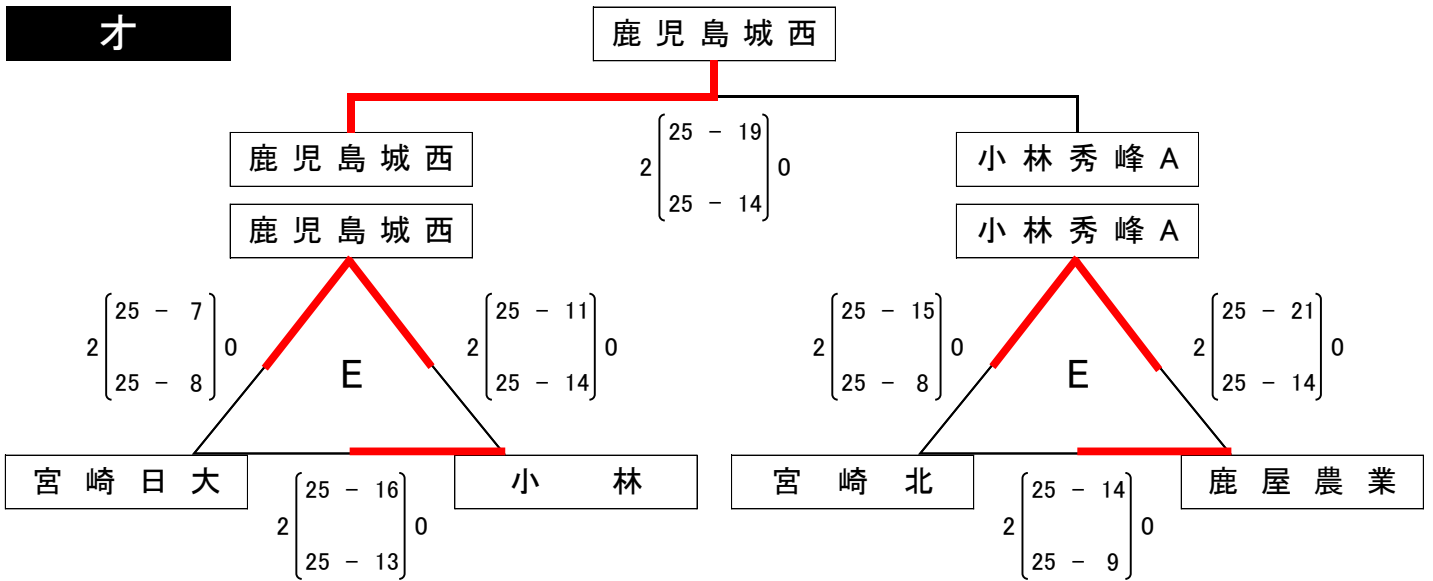 オ
鹿児島城西
鹿児島城西
2 25 - 19 0
25 - 14
小林秀峰A
鹿児島城西
小林秀峰A
2 25 - 7 0
25 - 8
2 25 - 11 0
25 - 14
E
2 25 - 15 0
25 - 8
2 25 - 21 0
25 - 14
E
宮崎日大
小林
宮崎北
鹿屋農業
2 25 - 16 0
25 - 13
2 25 - 14 0
25 - 9